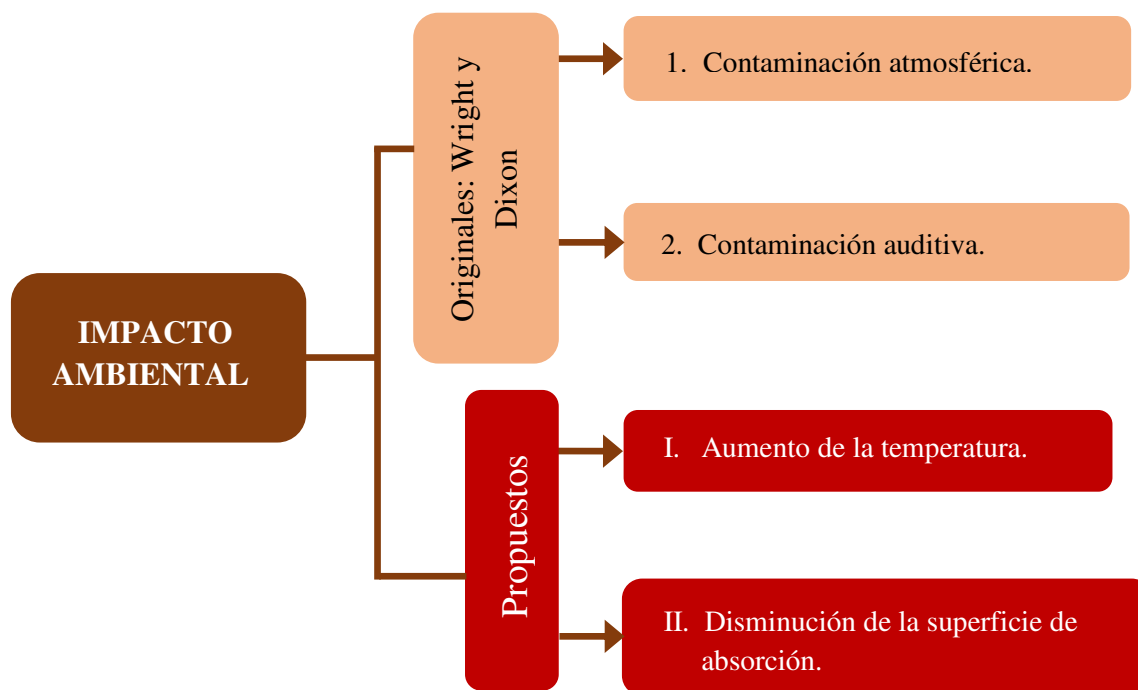 IMPACTO
AMBIENTAL
Originales: Wright y
Dixon
1. Contaminación atmosférica.
2. Contaminación auditiva.
Propuestos
I. Aumento de la temperatura.
II. Disminución de la superficie de
absorción.